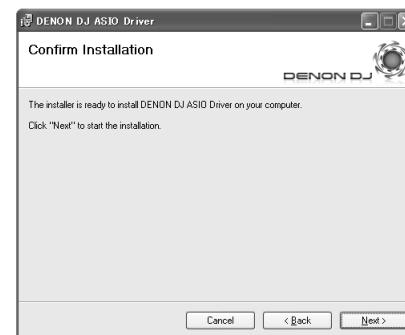 DENON DJ ASIO Driver
Confirm Installation
DENON DJ
The installer is ready to install DENON DJ ASIO Driver on your computer.
Click "Next" to start the installation.
Cancel
< Back
Next >